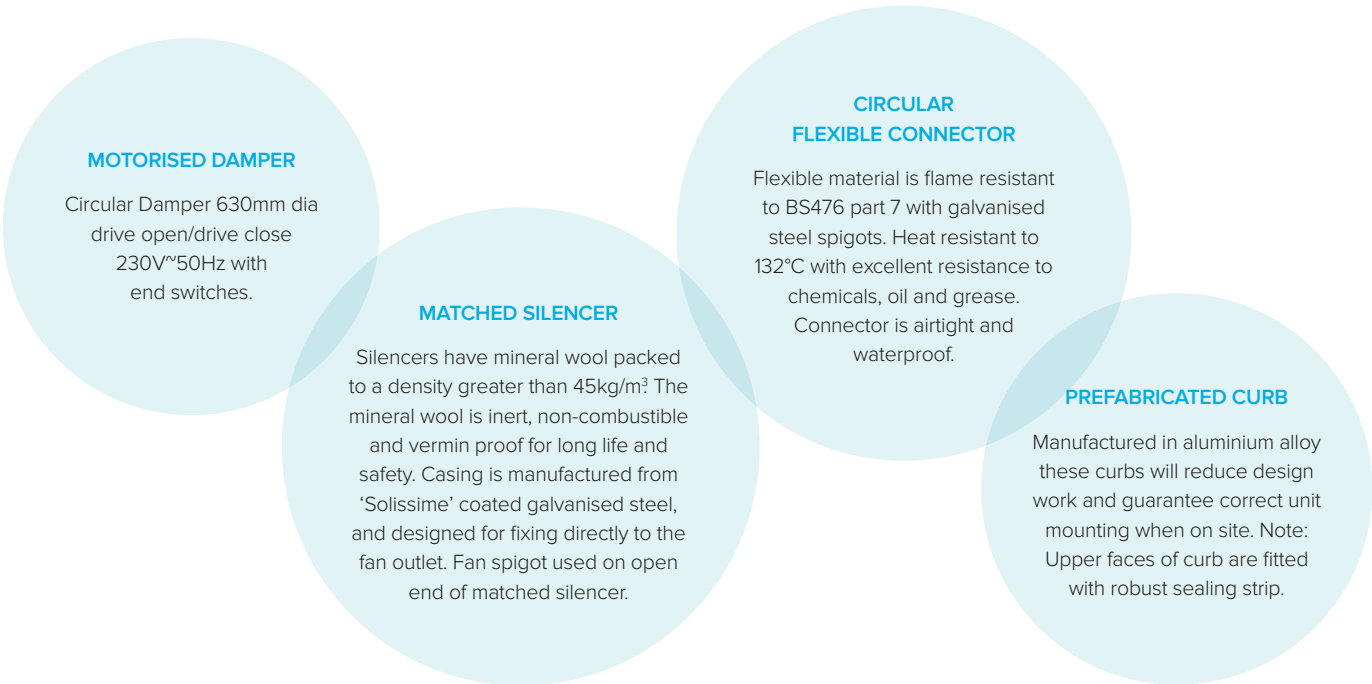 MOTORISED DAMPER
Circular Damper 630mm dia
drive open/drive close
230V~50Hz with
end switches.
MATCHED SILENCER
Silencers have mineral wool packed
to a density greater than 45kg/m³. The
mineral wool is inert, non-combustible
and vermin proof for long life and
safety. Casing is manufactured from
‘Solissime’ coated galvanised steel,
and designed for fixing directly to the
fan outlet. Fan spigot used on open
end of matched silencer.
CIRCULAR
FLEXIBLE CONNECTOR
Flexible material is flame resistant
to BS476 part 7 with galvanised
steel spigots. Heat resistant to
132°C with excellent resistance to
chemicals, oil and grease.
Connector is airtight and
waterproof.
PREFABRICATED CURB
Manufactured in aluminium alloy
these curbs will reduce design
work and guarantee correct unit
mounting when on site. Note:
Upper faces of curb are fitted
with robust sealing strip.